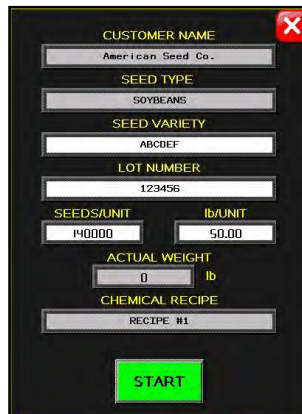 CUSTOMER NAME
American Seed Co.
SEED TYPE
SOYBEANS
SEED VARIETY
ABCDEF
LOT NUMBER
123456
SEEDS/UNIT lb/UNIT
140000 50.00
ACTUAL WEIGHT
0 lb
CHEMICAL RECIPE
RECIPE #1
START